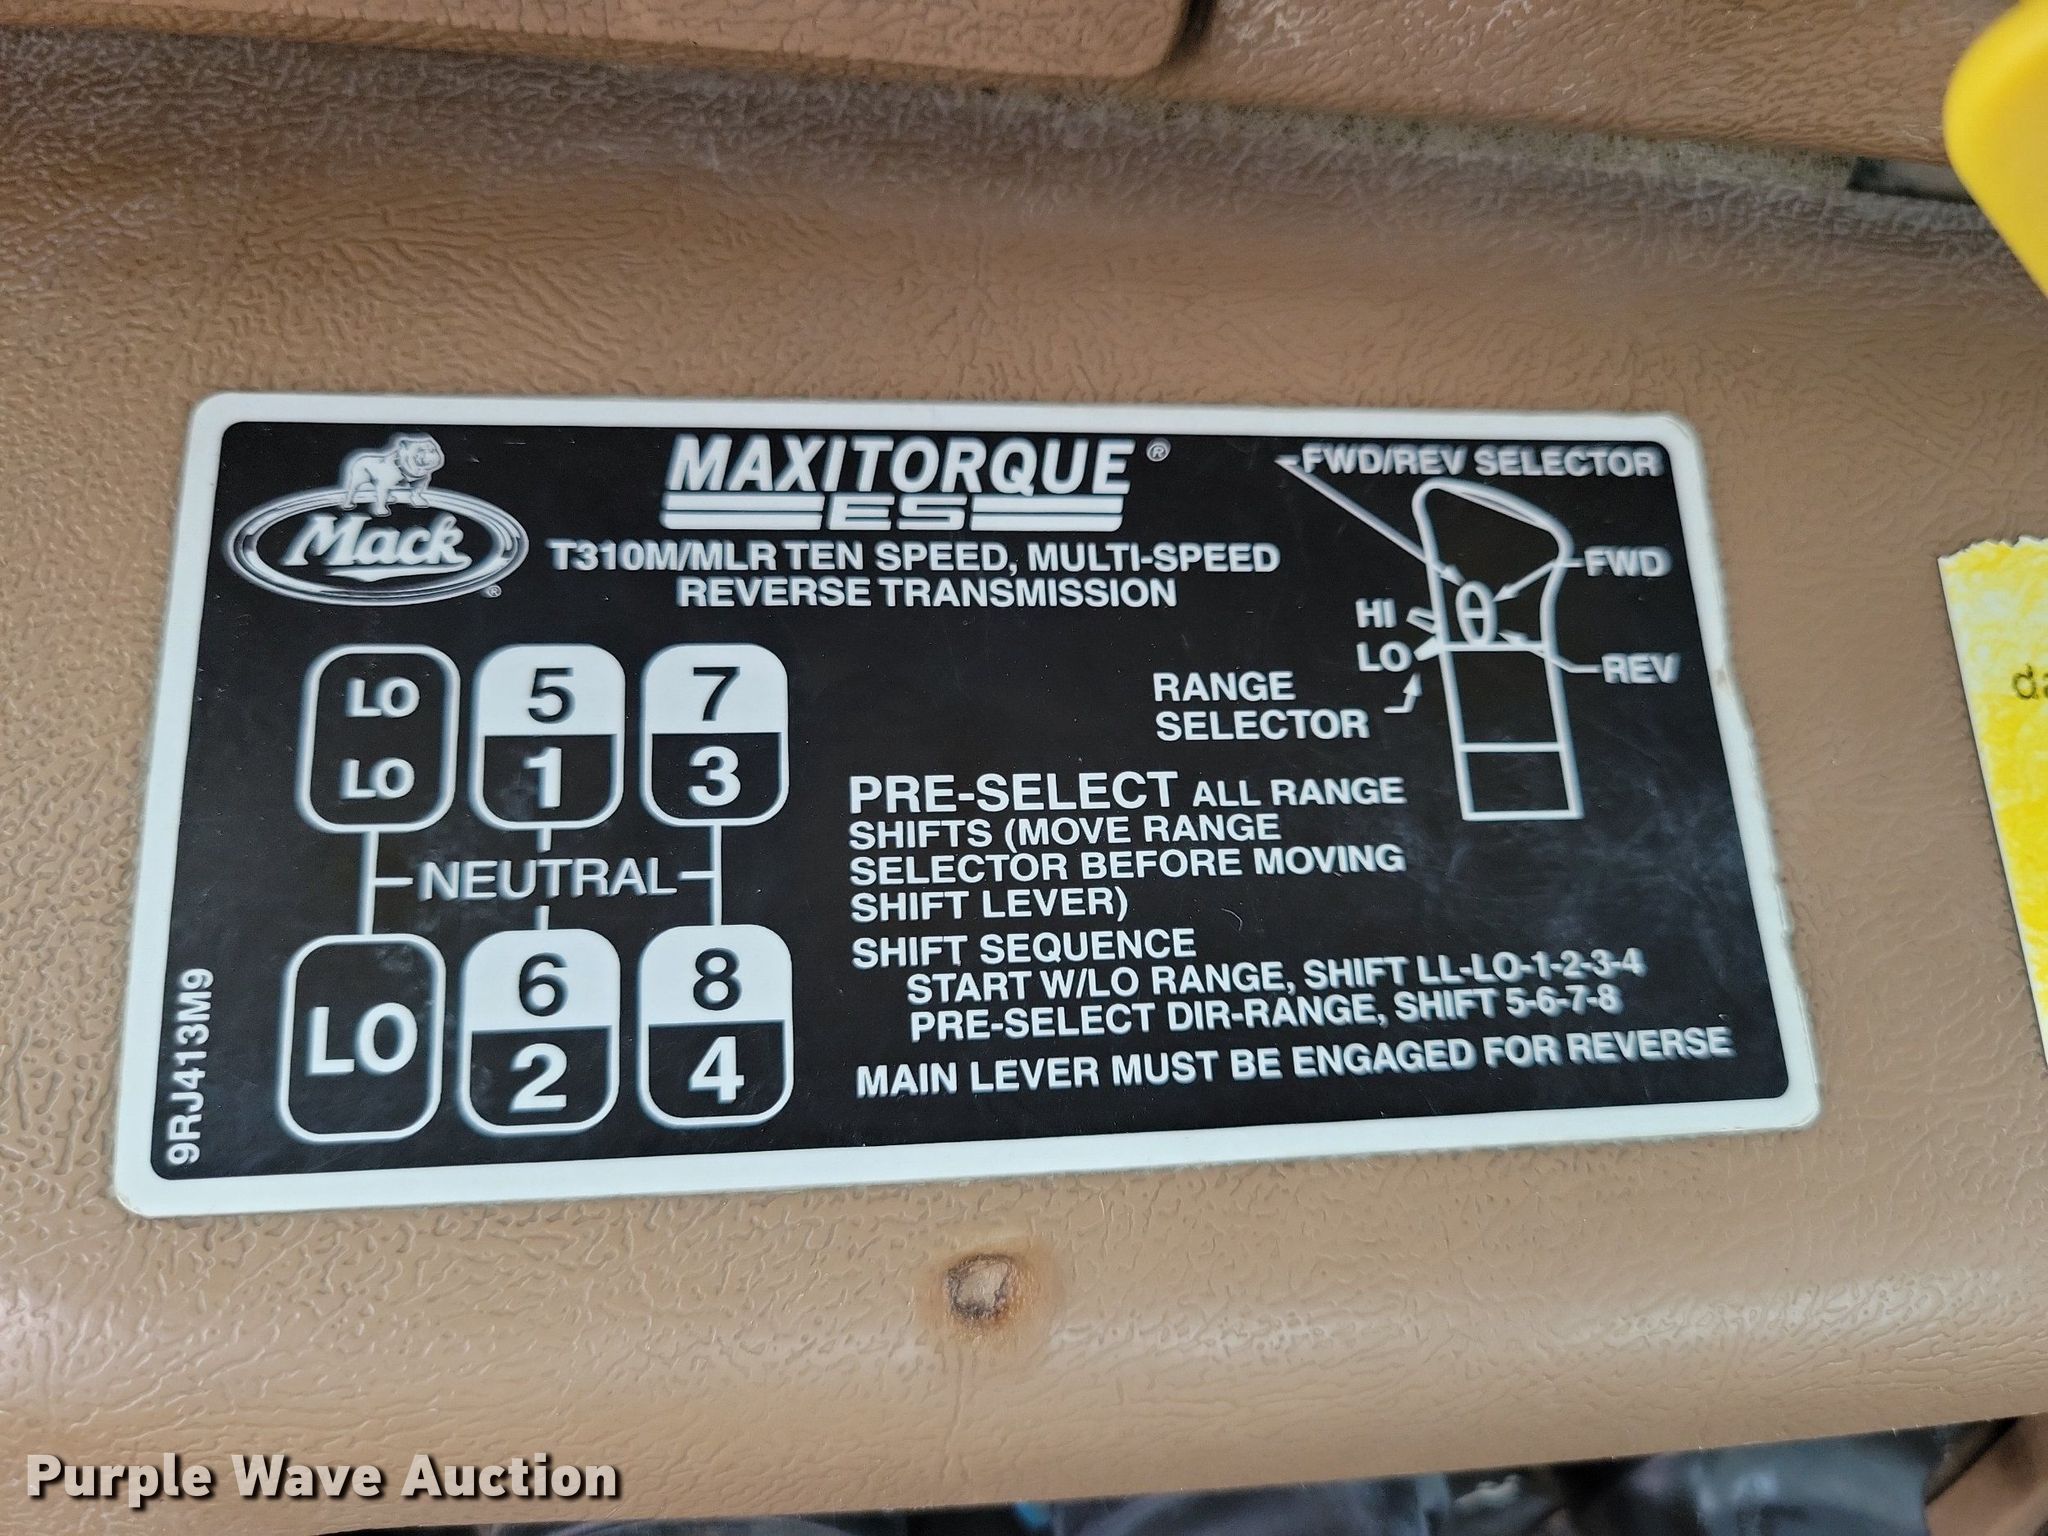 Mack ®
MAXITORQUE®
ES
T310M/MLR TEN SPEED, MULTI-SPEED
REVERSE TRANSMISSION
FWD/REV SELECTOR
FWD
HI
LO
REV
RANGE
SELECTOR
LO
LO
5
1
7
3
NEUTRAL
LO
6
2
8
4
PRE-SELECT ALL RANGE
SHIFTS (MOVE RANGE
SELECTOR BEFORE MOVING
SHIFT LEVER)
SHIFT SEQUENCE
START W/LO RANGE, SHIFT LL-LO-1-2-3-4
PRE-SELECT DIR-RANGE, SHIFT 5-6-7-8
MAIN LEVER MUST BE ENGAGED FOR REVERSE
9RJ413M9
da
Purple Wave Auction